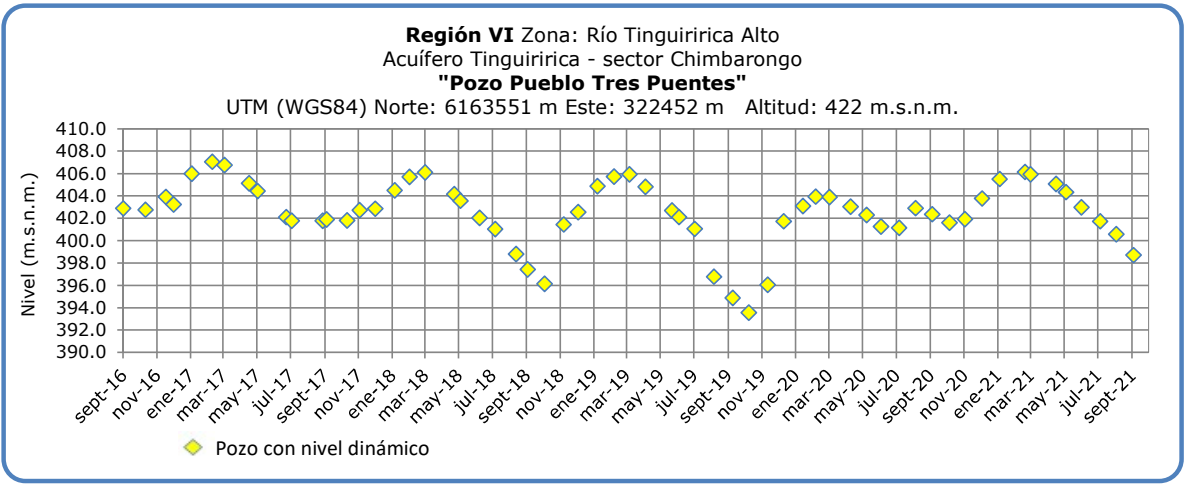 Región VI Zona: Río Tinguiririca Alto
Acuífero Tinguiririca - sector Chimbarongo
"Pozo Pueblo Tres Puentes"
UTM (WGS84) Norte: 6163551 m Este: 322452 m Altitud: 422 m.s.n.m.
Nivel (m.s.n.m.)
410.0
408.0
406.0
404.0
402.0
400.0
398.0
396.0
394.0
392.0
390.0
sept-16
nov-16
ene-17
mar-17
may-17
jul-17
sept-17
nov-17
ene-18
mar-18
may-18
jul-18
sept-18
nov-18
ene-19
mar-19
may-19
jul-19
sept-19
nov-19
ene-20
mar-20
may-20
jul-20
sept-20
nov-20
ene-21
mar-21
may-21
jul-21
sept-21
Pozo con nivel dinámico